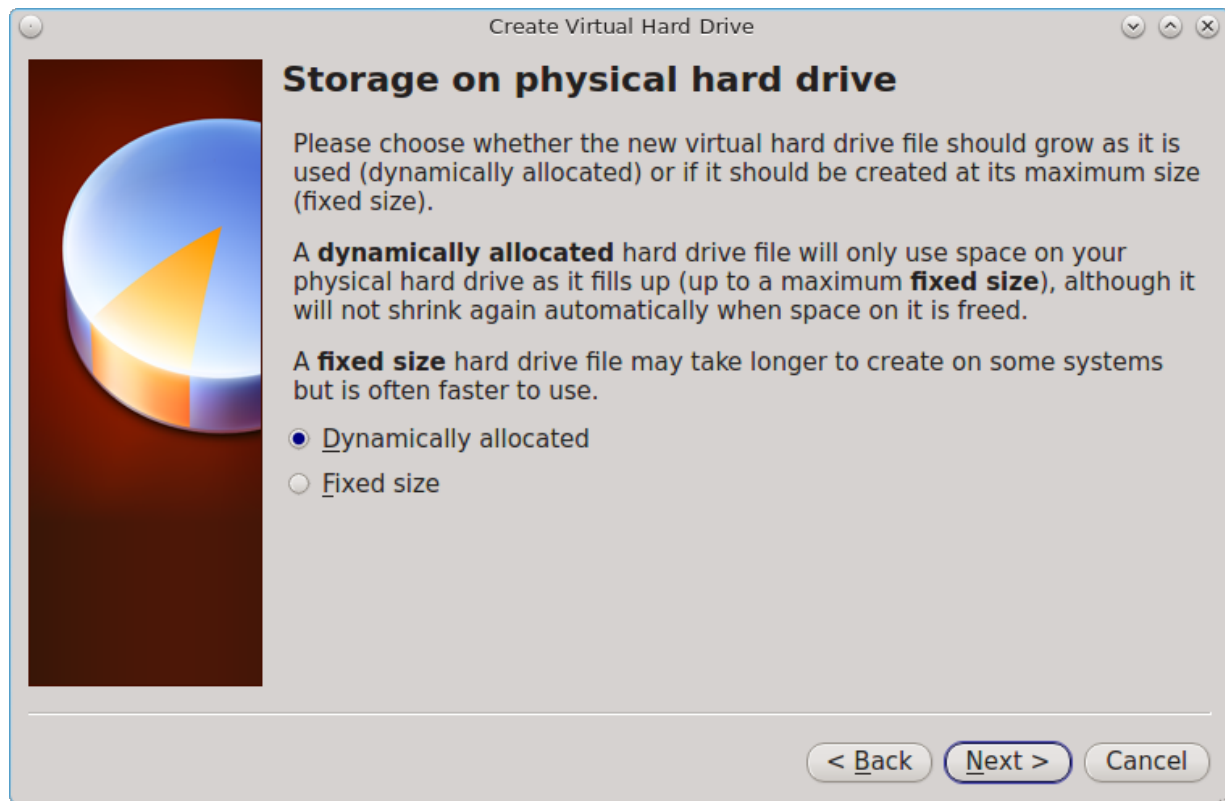 Create Virtual Hard Drive
Storage on physical hard drive
Please choose whether the new virtual hard drive file should grow as it is
used (dynamically allocated) or if it should be created at its maximum size
(fixed size).
A dynamically allocated hard drive file will only use space on your
physical hard drive as it fills up (up to a maximum fixed size), although it
will not shrink again automatically when space on it is freed.
A fixed size hard drive file may take longer to create on some systems
but is often faster to use.
Dynamically allocated
Fixed size
< Back Next > Cancel